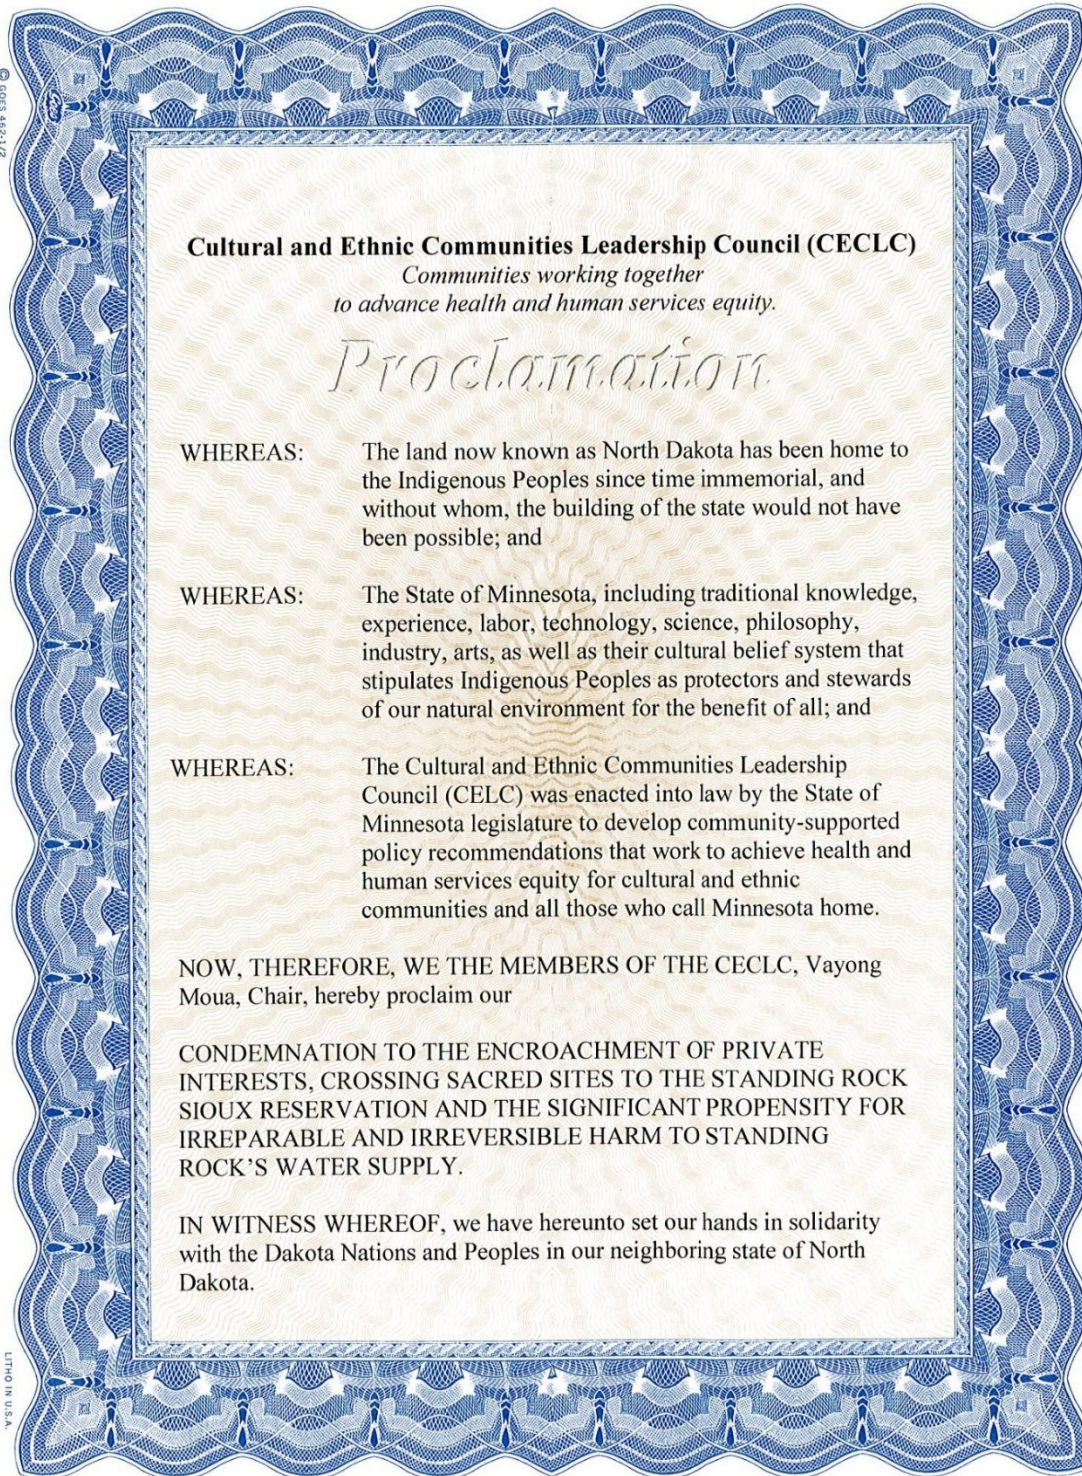 © GOES 462-1/2
Cultural and Ethnic Communities Leadership Council (CECLC)
Communities working together
to advance health and human services equity.
Proclamation
WHEREAS: The land now known as North Dakota has been home to
the Indigenous Peoples since time immemorial, and
without whom, the building of the state would not have
been possible; and
WHEREAS: The State of Minnesota, including traditional knowledge,
experience, labor, technology, science, philosophy,
industry, arts, as well as their cultural belief system that
stipulates Indigenous Peoples as protectors and stewards
of our natural environment for the benefit of all; and
WHEREAS: The Cultural and Ethnic Communities Leadership
Council (CELC) was enacted into law by the State of
Minnesota legislature to develop community-supported
policy recommendations that work to achieve health and
human services equity for cultural and ethnic
communities and all those who call Minnesota home.
NOW, THEREFORE, WE THE MEMBERS OF THE CECLC, Vayong
Moua, Chair, hereby proclaim our
CONDEMNATION TO THE ENCROACHMENT OF PRIVATE
INTERESTS, CROSSING SACRED SITES TO THE STANDING ROCK
SIOUX RESERVATION AND THE SIGNIFICANT PROPENSITY FOR
IRREPARABLE AND IRREVERSIBLE HARM TO STANDING
ROCK'S WATER SUPPLY.
IN WITNESS WHEREOF, we have hereunto set our hands in solidarity
with the Dakota Nations and Peoples in our neighboring state of North
Dakota.
LITHO IN U.S.A.